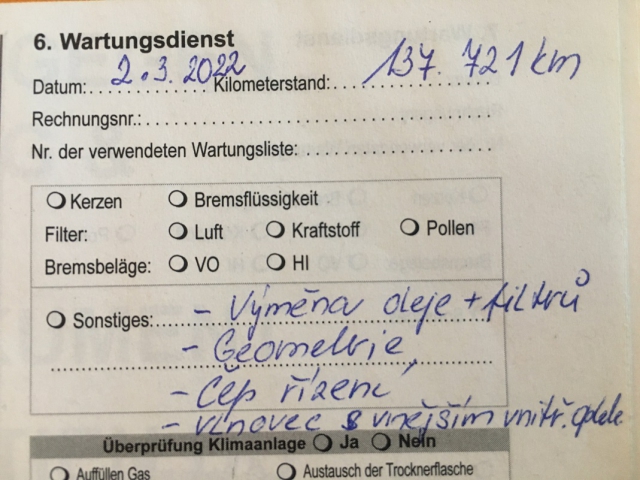 6. Wartungsdienst
Datum: 2.3. 2022 Kilometerstand: 137. 721 km
Rechnungsnr.:
Nr. der verwendeten Wartungsliste:
Kerzen Bremsflüssigkeit
Filter: Luft Kraftstoff Pollen
Bremsbeläge: VO HI
Sonstiges: - Výměna oleje + filtrů
- Geometrie,
- Čep řízení
- vlnovec s vnějším vnitř.
Überprüfung Klimaanlage Ja Nein
Auffüllen Gas Austausch der Trocknerflasche